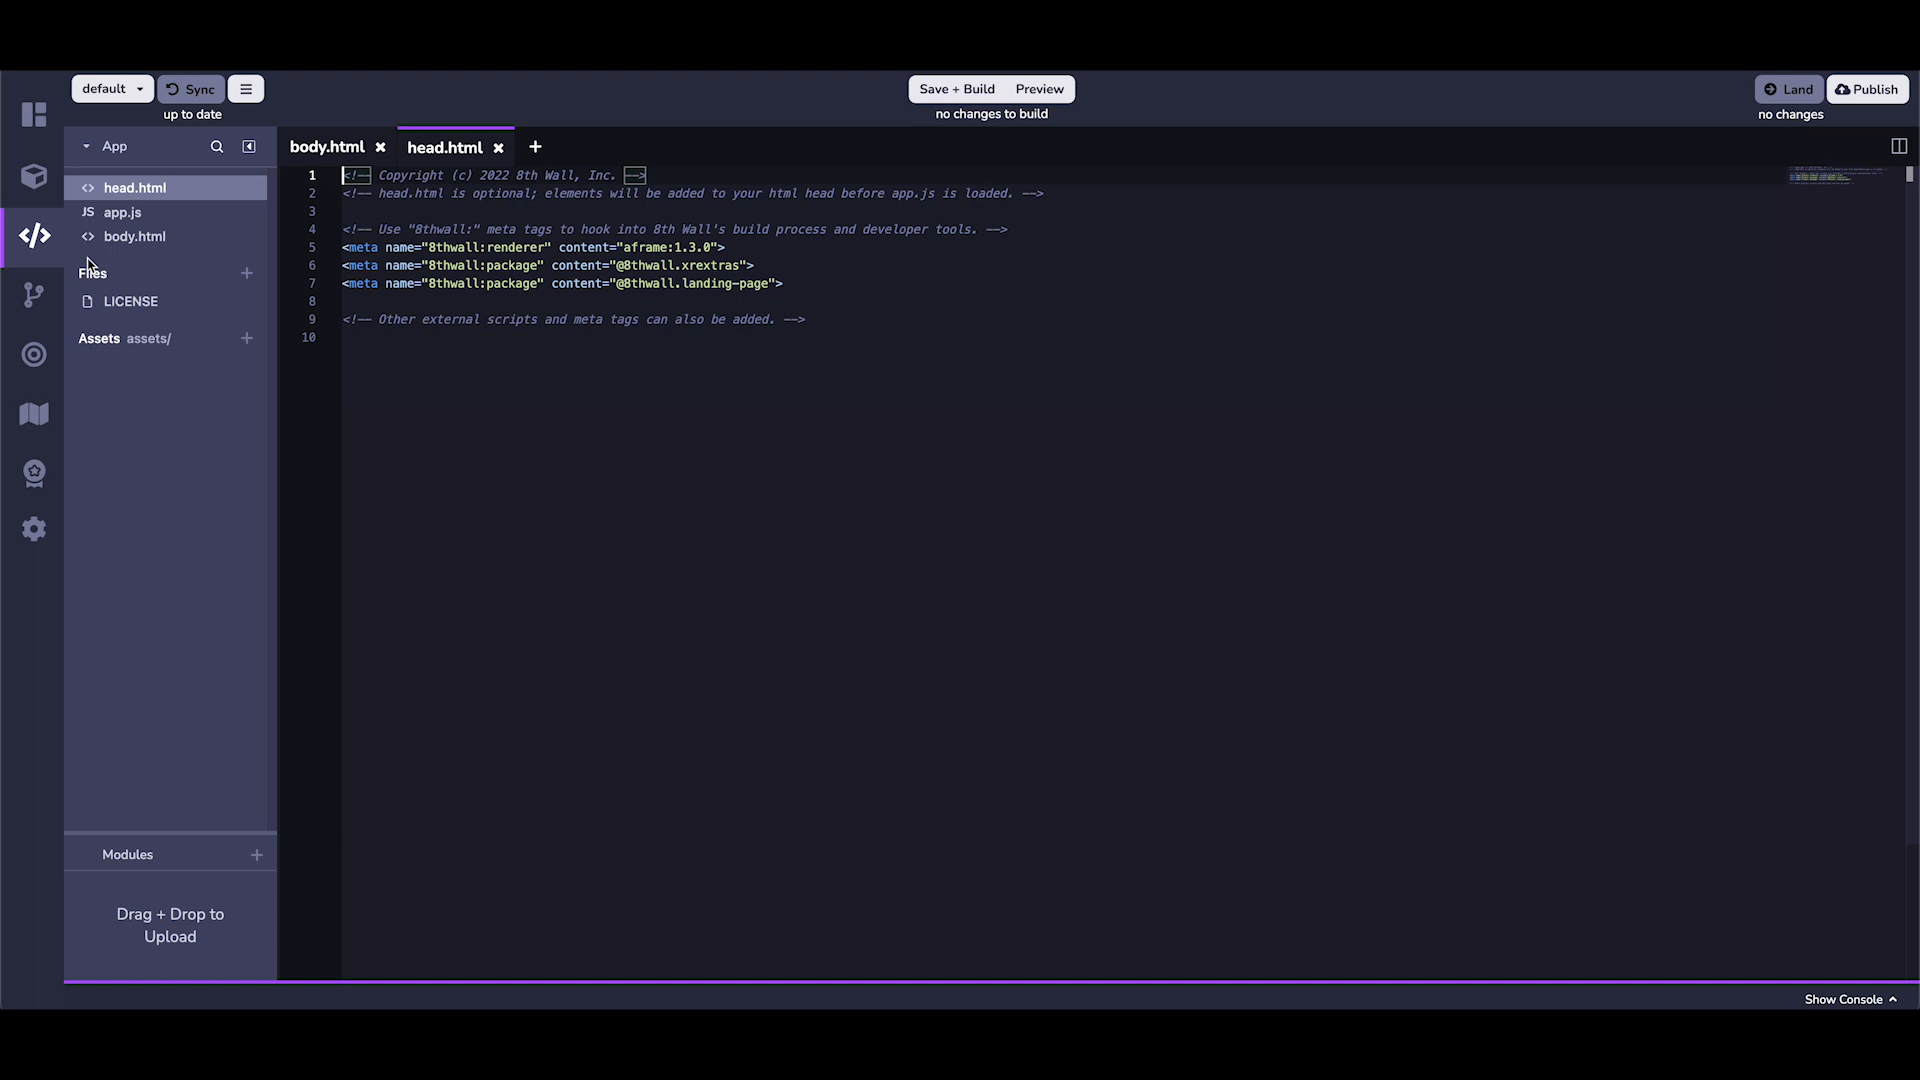 default
Sync
up to date
Save + Build
Preview
no changes to build
Land
Publish
no changes
App
body.html
head.html
<> head.html
JS app.js
<> body.html
Files
LICENSE
Assets assets/
1 <!-- Copyright (c) 2022 8th Wall, Inc. -->
2 <!-- head.html is optional; elements will be added to your html head before app.js is loaded. -->
3
4 <!-- Use "8thwall:" meta tags to hook into 8th Wall's build process and developer tools. -->
5 <meta name="8thwall:renderer" content="aframe:1.3.0">
6 <meta name="8thwall:package" content="@8thwall.xrextras">
7 <meta name="8thwall:package" content="@8thwall.landing-page">
8
9 <!-- Other external scripts and meta tags can also be added. -->
10
Modules
Drag + Drop to
Upload
Show Console